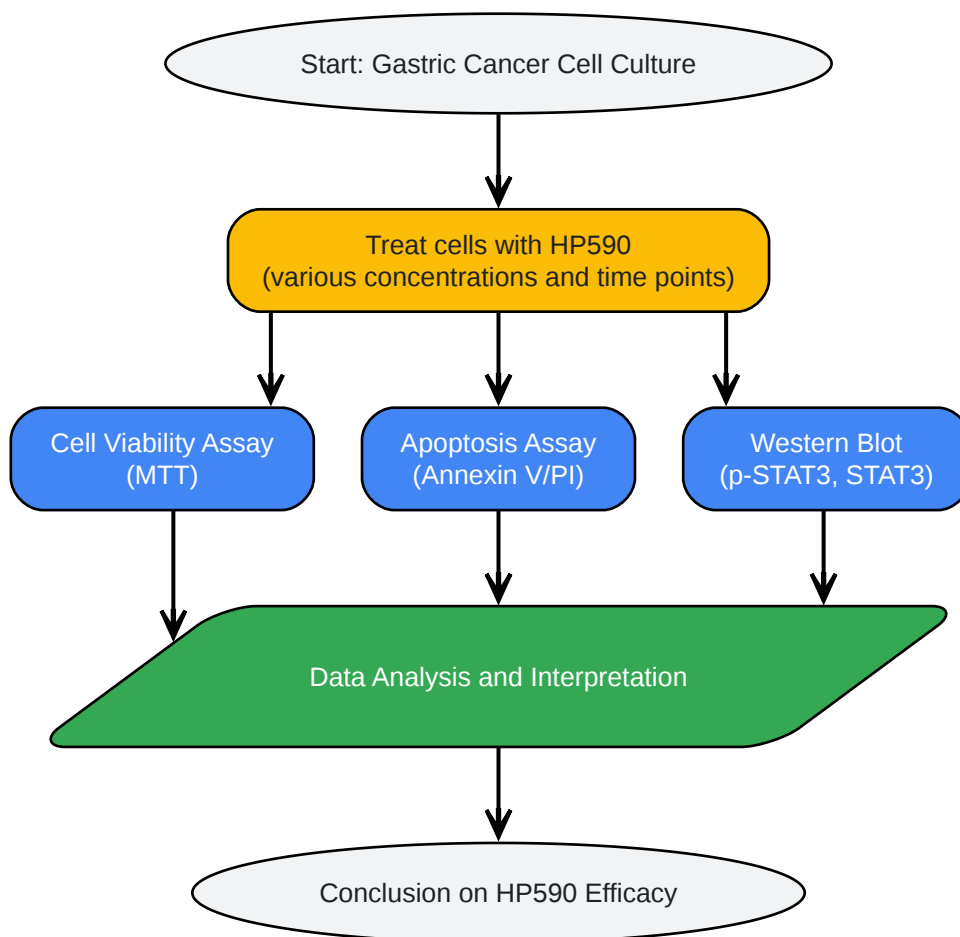 Start: Gastric Cancer Cell Culture
Treat cells with HP590
(various concentrations and time points)
Cell Viability Assay
(MTT)
Apoptosis Assay
(Annexin V/PI)
Western Blot
(p-STAT3, STAT3)
Data Analysis and Interpretation
Conclusion on HP590 Efficacy